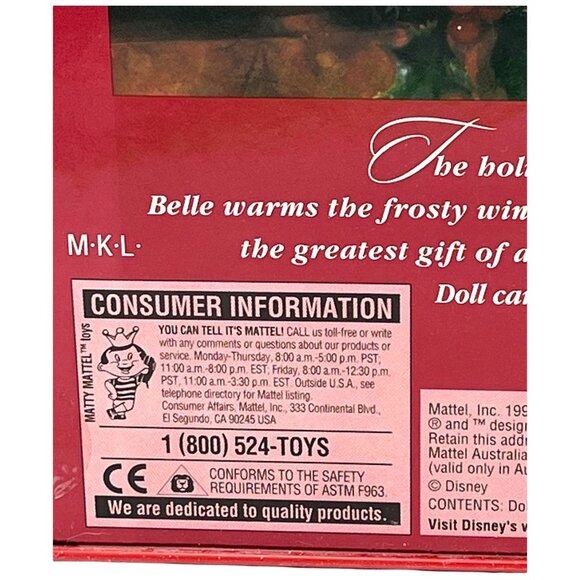 The holi
Belle warms the frosty win
the greatest gift of a
Doll can
M·K·L·
CONSUMER INFORMATION
MATTY MATTEL™ toys
YOU CAN TELL IT'S MATTEL! CALL us toll-free or write
with any comments or questions about our products or
service. Monday-Thursday, 8:00 a.m.-5:00 p.m. PST;
11:00 a.m.-8:00 p.m. EST; Friday, 8:00 a.m.-12:30 p.m.
PST, 11:00 a.m.-3:30 p.m. EST. Outside U.S.A., see
telephone directory for Mattel listing.
Consumer Affairs, Mattel, Inc., 333 Continental Blvd.,
El Segundo, CA 90245 USA
1 (800) 524-TOYS
CE
CONFORMS TO THE SAFETY
REQUIREMENTS OF ASTM F963.
We are dedicated to quality products.
Mattel, Inc. 199
® and ™ desig
Retain this addr
Mattel Australia
(valid only in Au
© Disney
CONTENTS: Do
Visit Disney's w